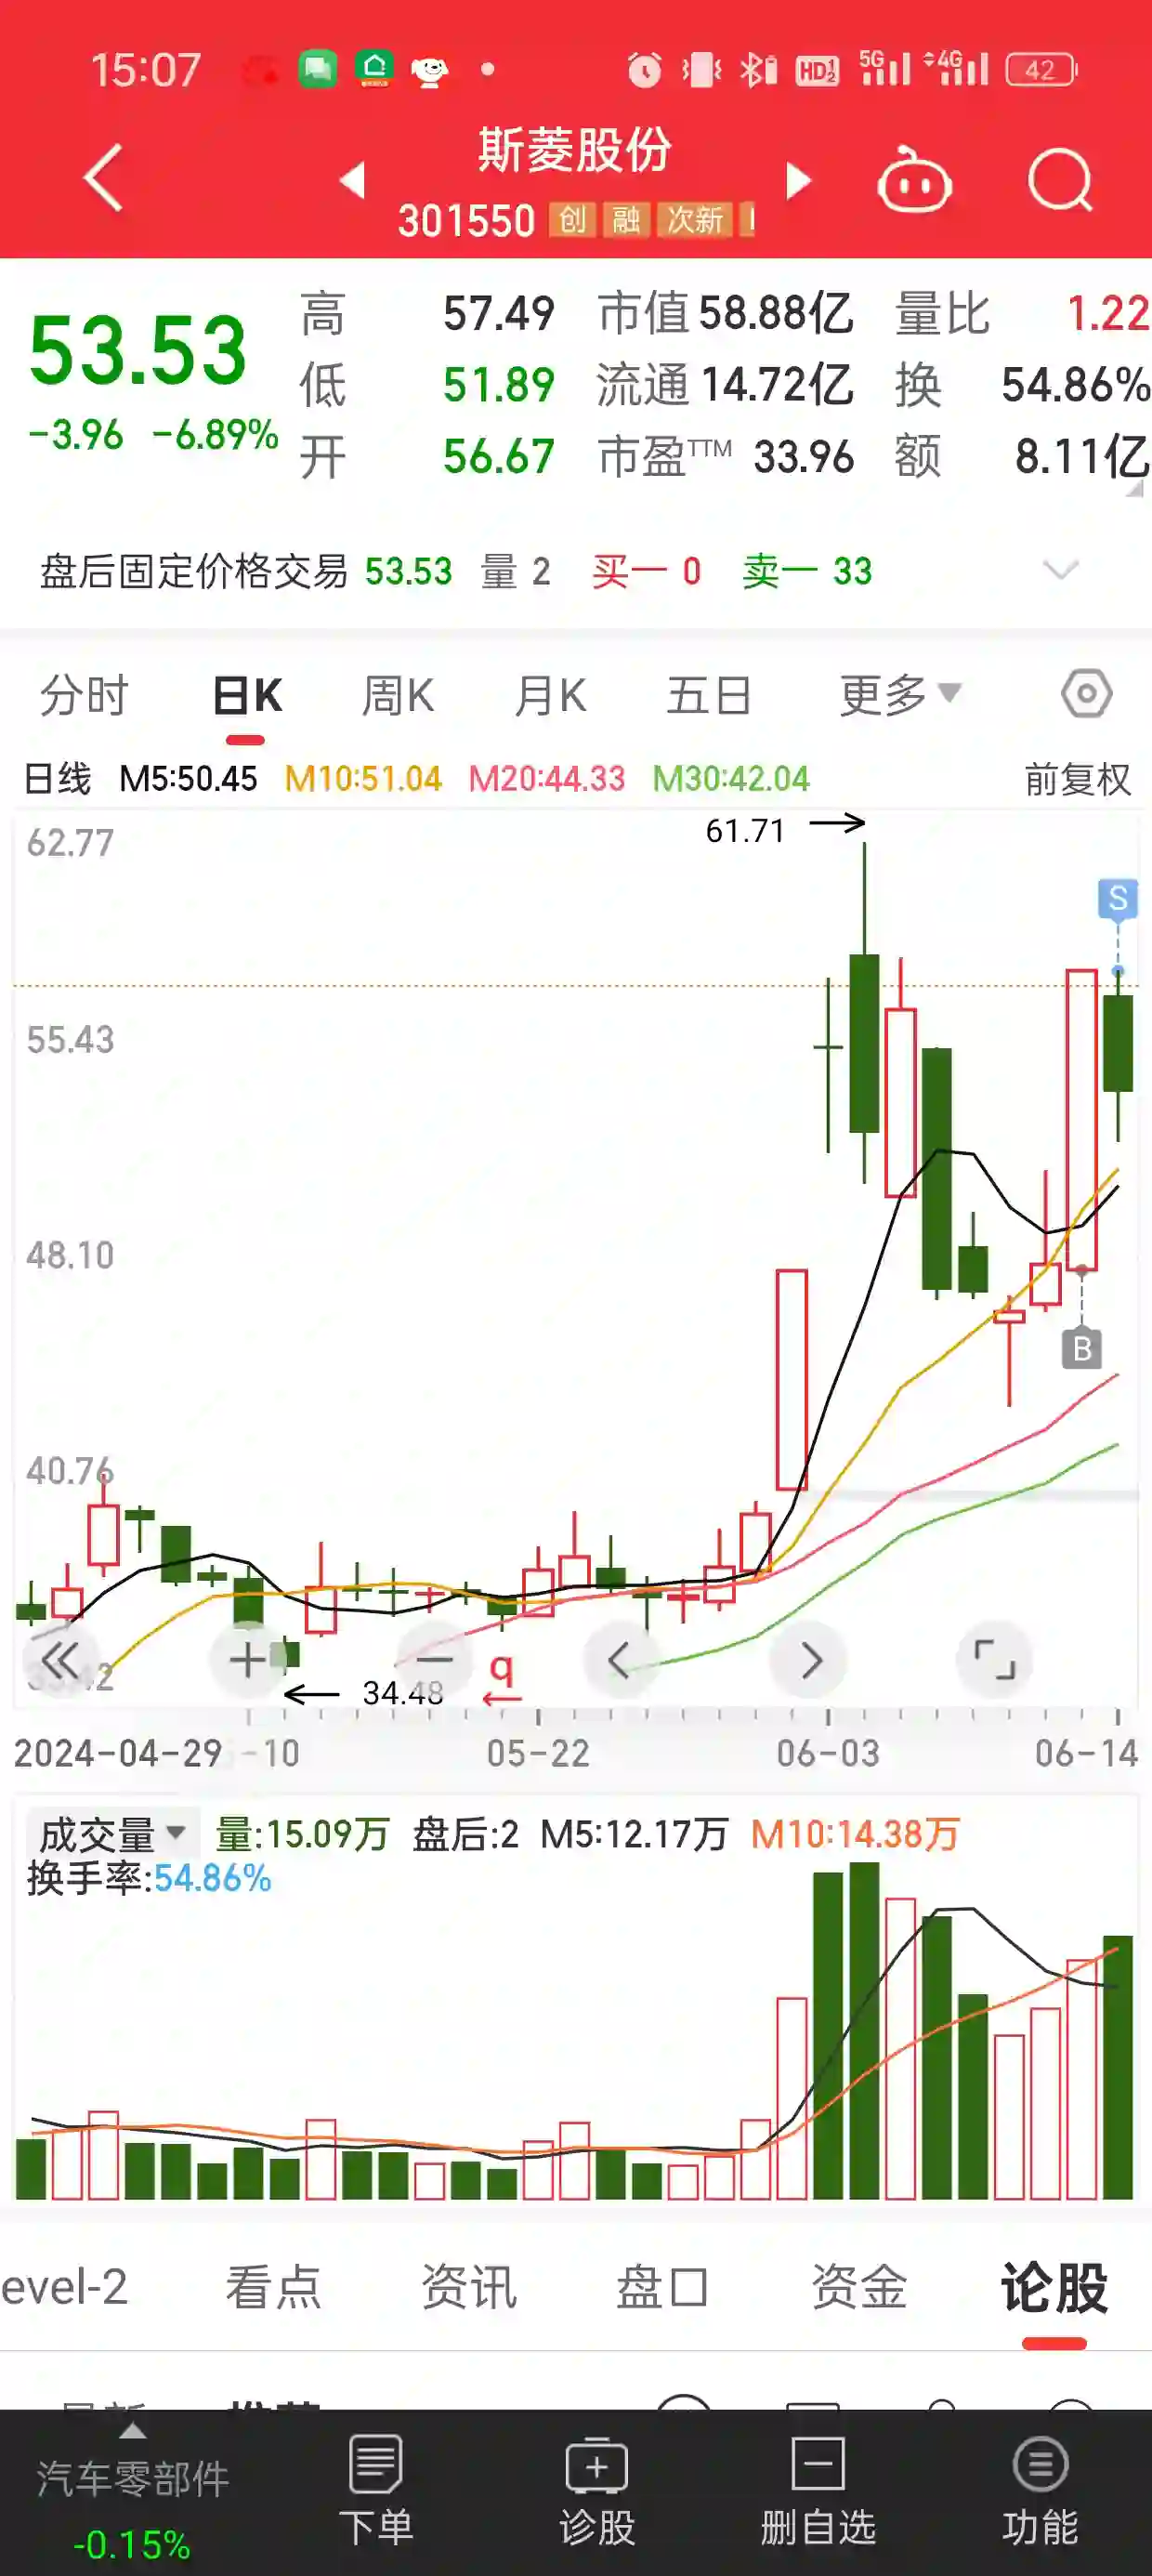 15:07 HD 1 2 5G 4G 42
斯菱股份
301550 创 融 次新
53.53 高 57.49 市值 58.88亿 量比 1.22
-3.96 -6.89% 低 51.89 流通 14.72亿 换 54.86%
开 56.67 市盈TTM 33.96 额 8.11亿
盘后固定价格交易 53.53 量 2 买一 0 卖一 33
分时 日K 周K 月K 五日 更多
日线 M5:50.45 M10:51.04 M20:44.33 M30:42.04 前复权
62.77
61.71
S
55.43
48.10
B
40.76
34.48 q
2024-04-29 -10 05-22 06-03 06-14
成交量 量:15.09万 盘后:2 M5:12.17万 M10:14.38万
换手率:54.86%
evel-2 看点 资讯 盘口 资金 论股
汽车零部件 下单 诊股 删自选 功能
-0.15%